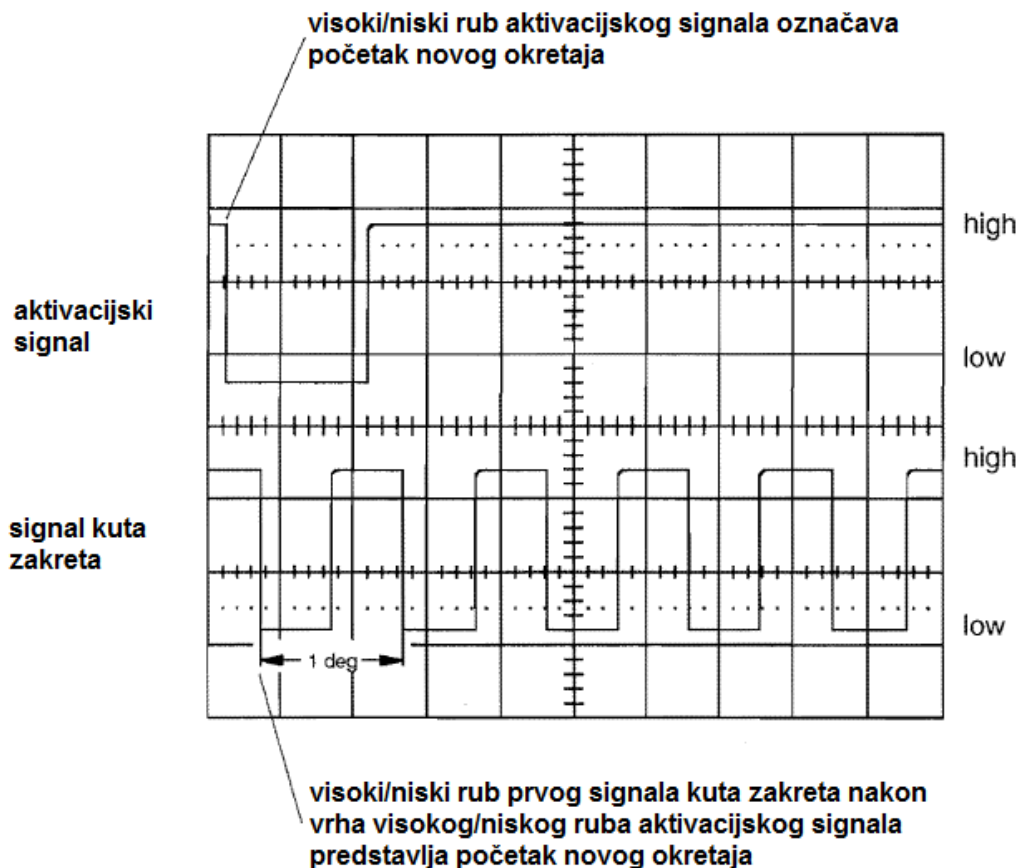 visoki/niski rub aktivacijskog signala označava
početak novog okretaja
high
aktivacijski
signal
low
high
signal kuta
zakreta
low
1 deg
visoki/niski rub prvog signala kuta zakreta nakon
vrha visokog/niskog ruba aktivacijskog signala
predstavlja početak novog okretaja